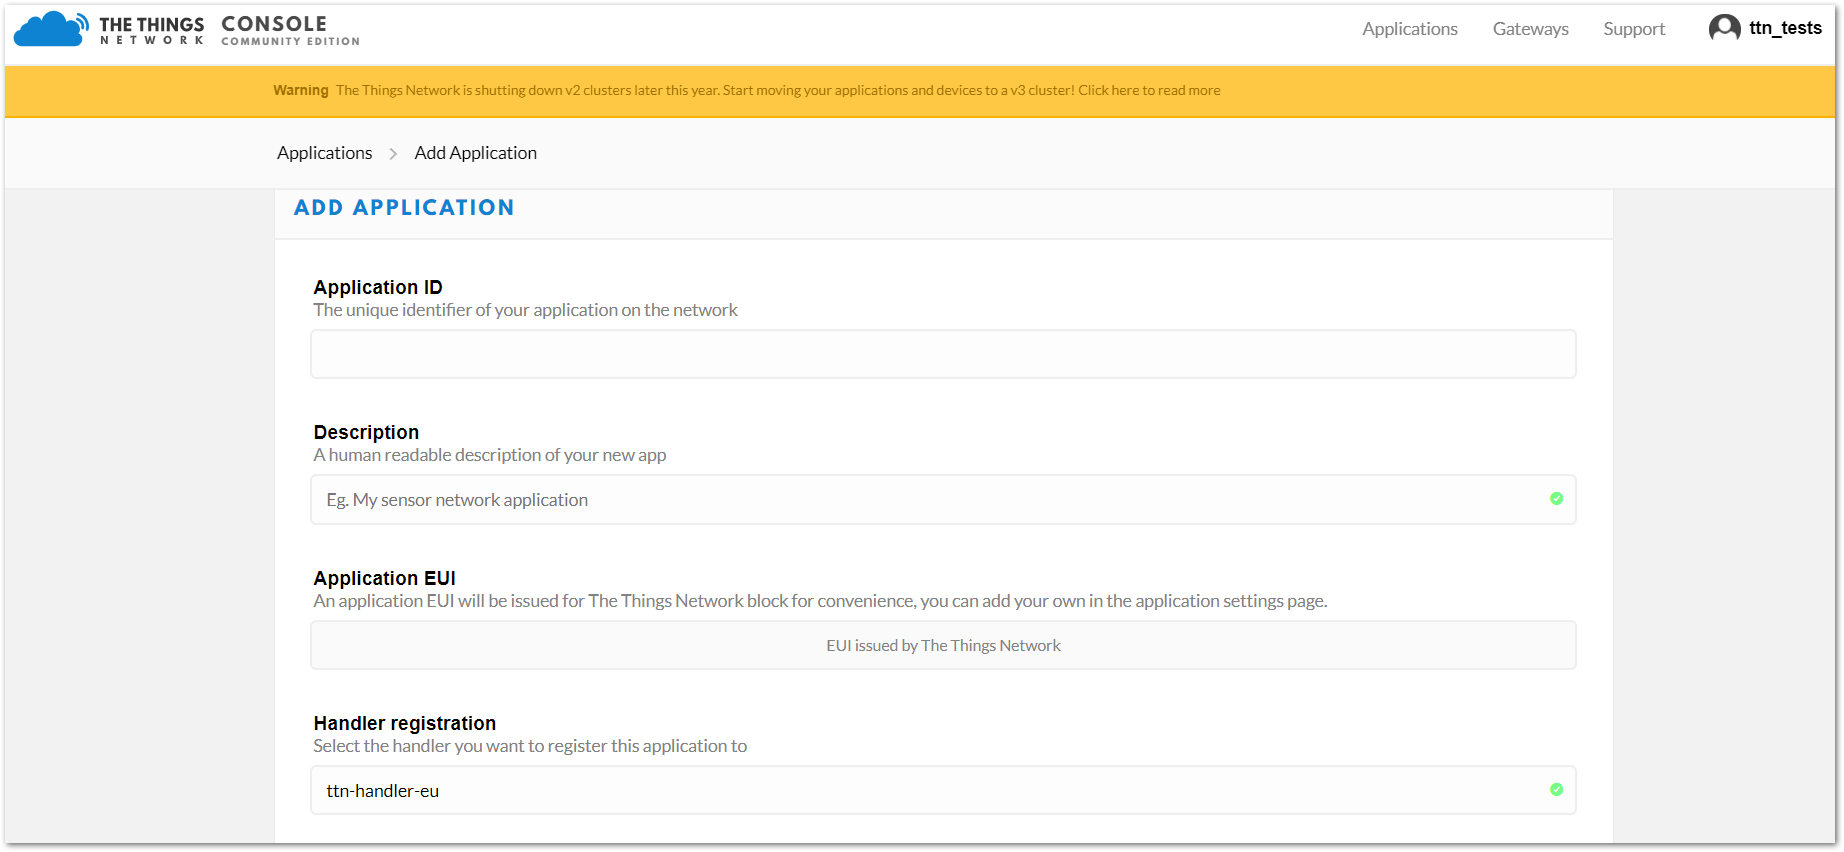 THE THINGS
NETWORK
CONSOLE
COMMUNITY EDITION
Applications
Gateways
Support
ttn_tests
Warning The Things Network is shutting down v2 clusters later this year. Start moving your applications and devices to a v3 cluster! Click here to read more
Applications > Add Application
ADD APPLICATION
Application ID
The unique identifier of your application on the network
Description
A human readable description of your new app
Eg. My sensor network application
Application EUI
An application EUI will be issued for The Things Network block for convenience, you can add your own in the application settings page.
EUI issued by The Things Network
Handler registration
Select the handler you want to register this application to
ttn-handler-eu